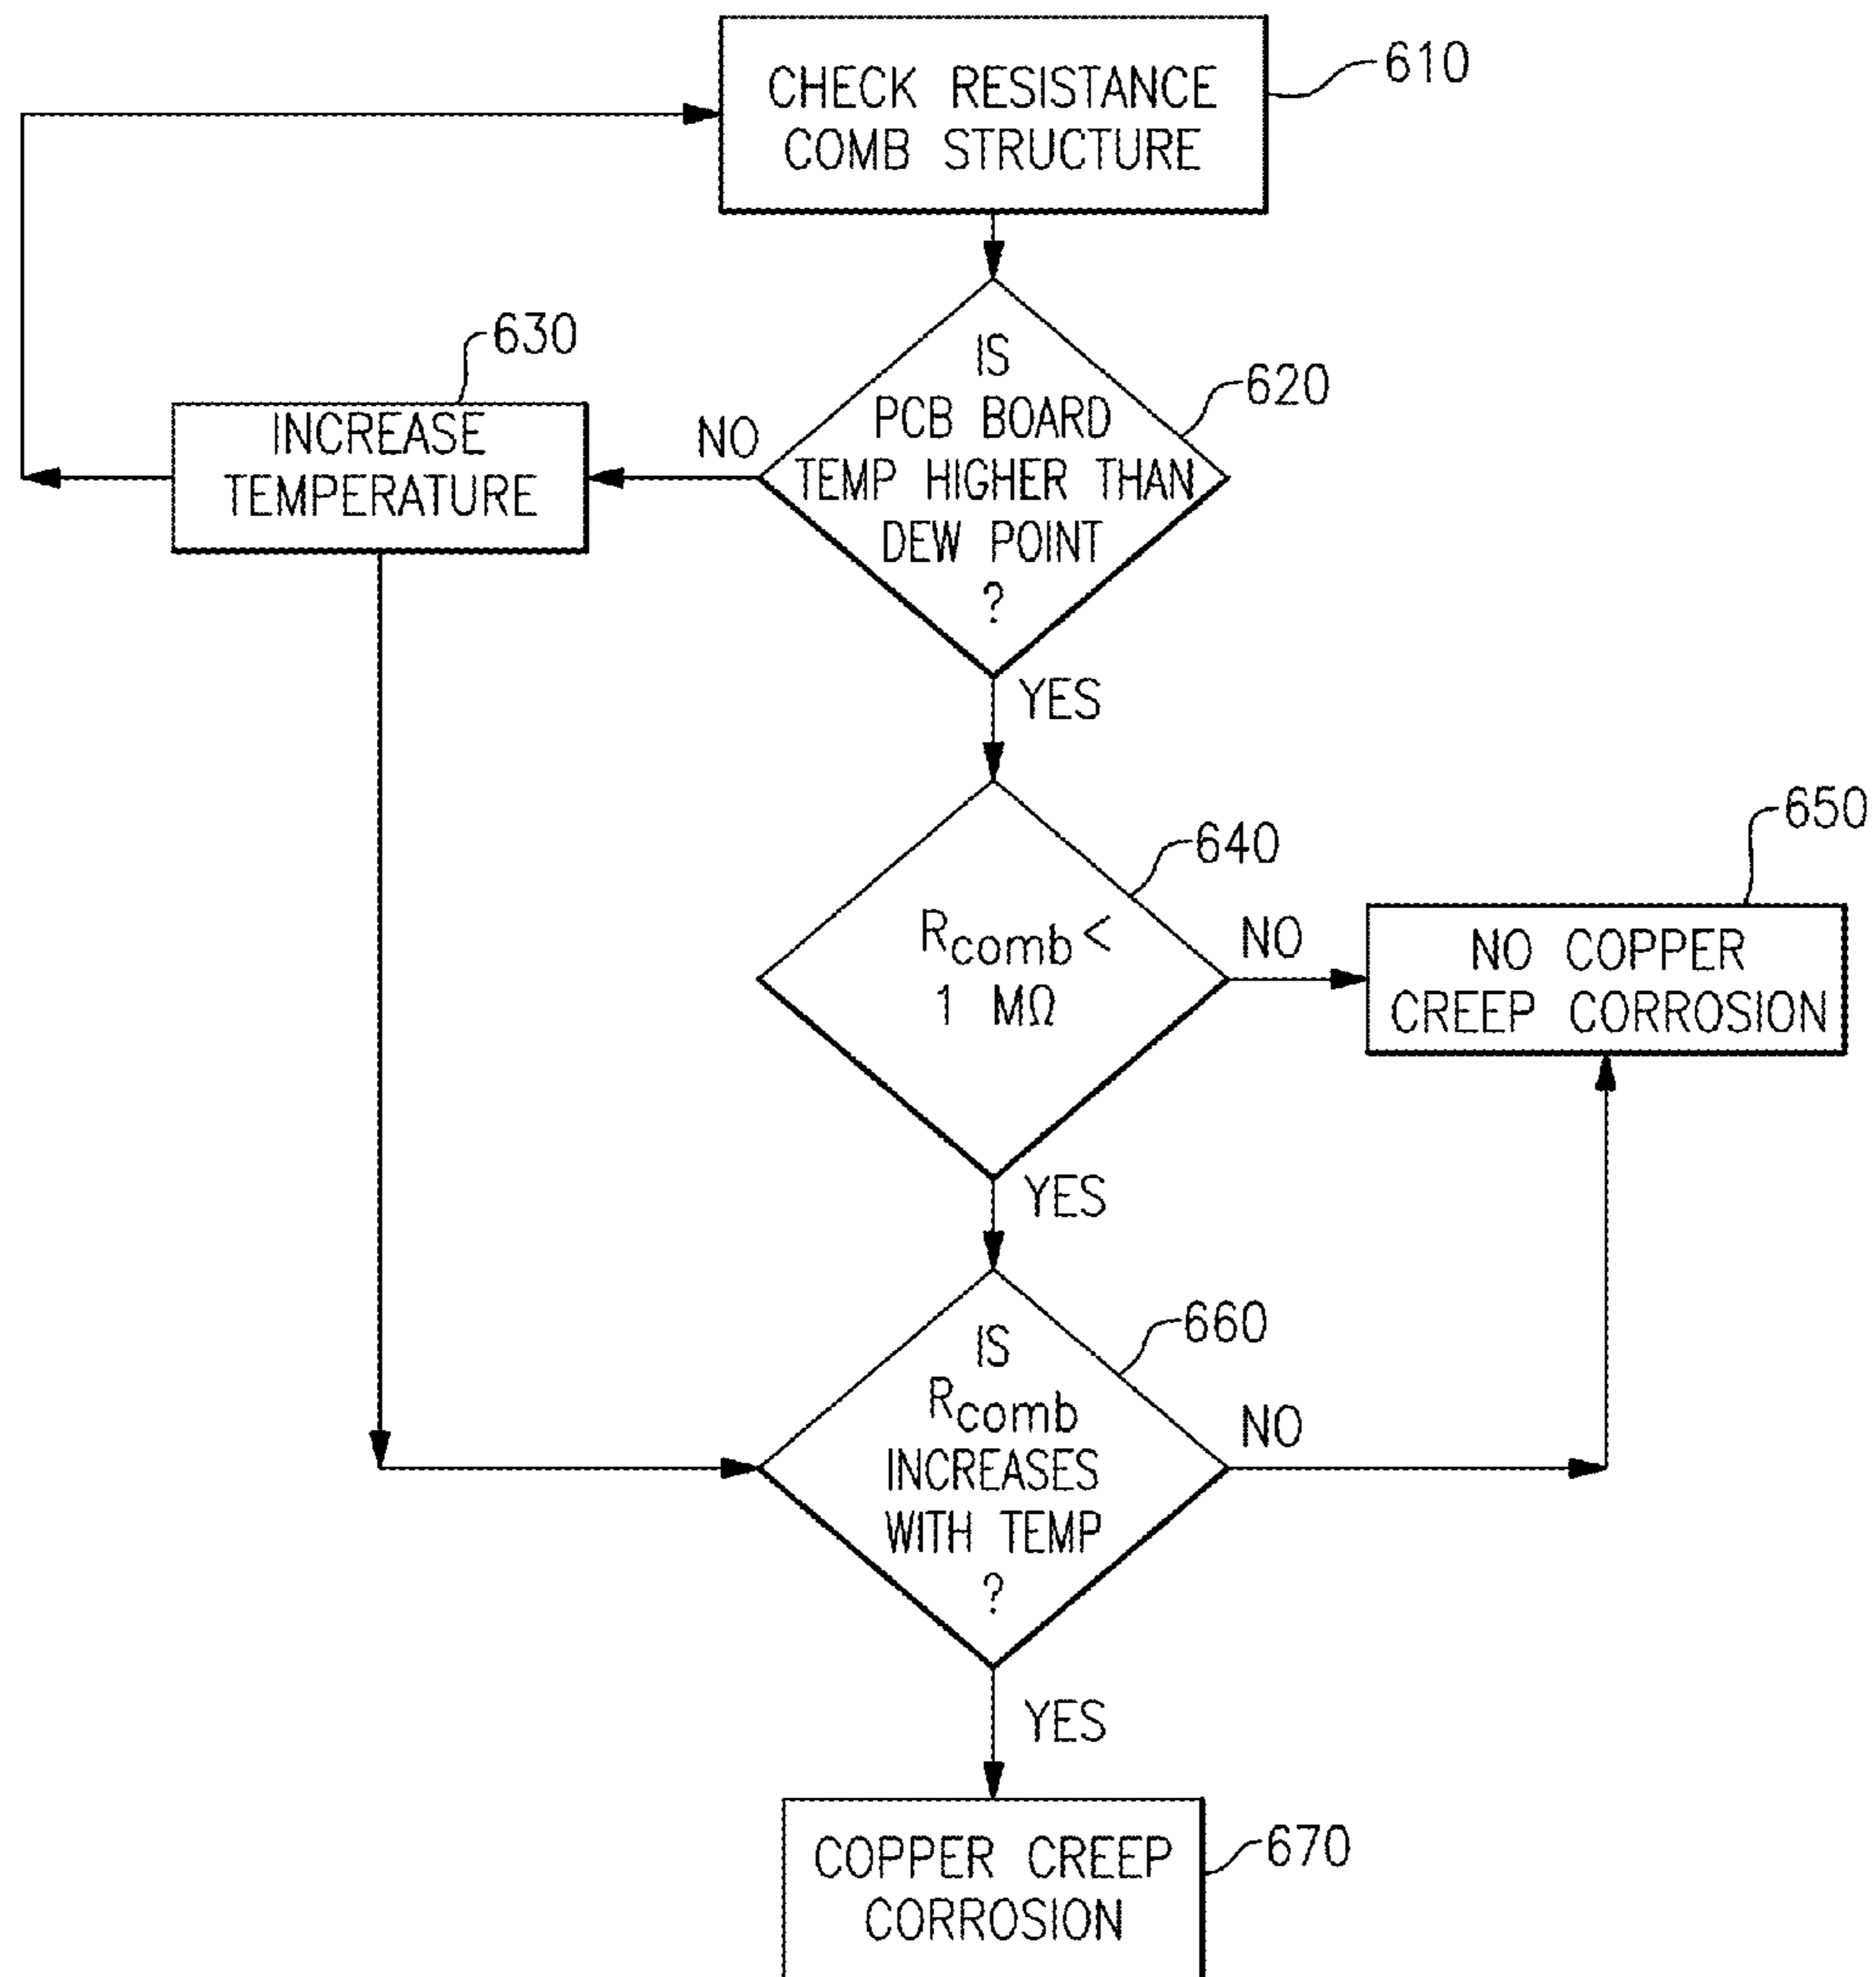 CHECK RESISTANCE
COMB STRUCTURE
610
IS
PCB BOARD
TEMP HIGHER THAN
DEW POINT
?
620
NO
630
INCREASE
TEMPERATURE
YES
Rcomb <
1 MΩ
640
NO
650
NO COPPER
CREEP CORROSION
YES
IS
Rcomb
INCREASES
WITH TEMP
?
660
NO
YES
COPPER CREEP
CORROSION
670